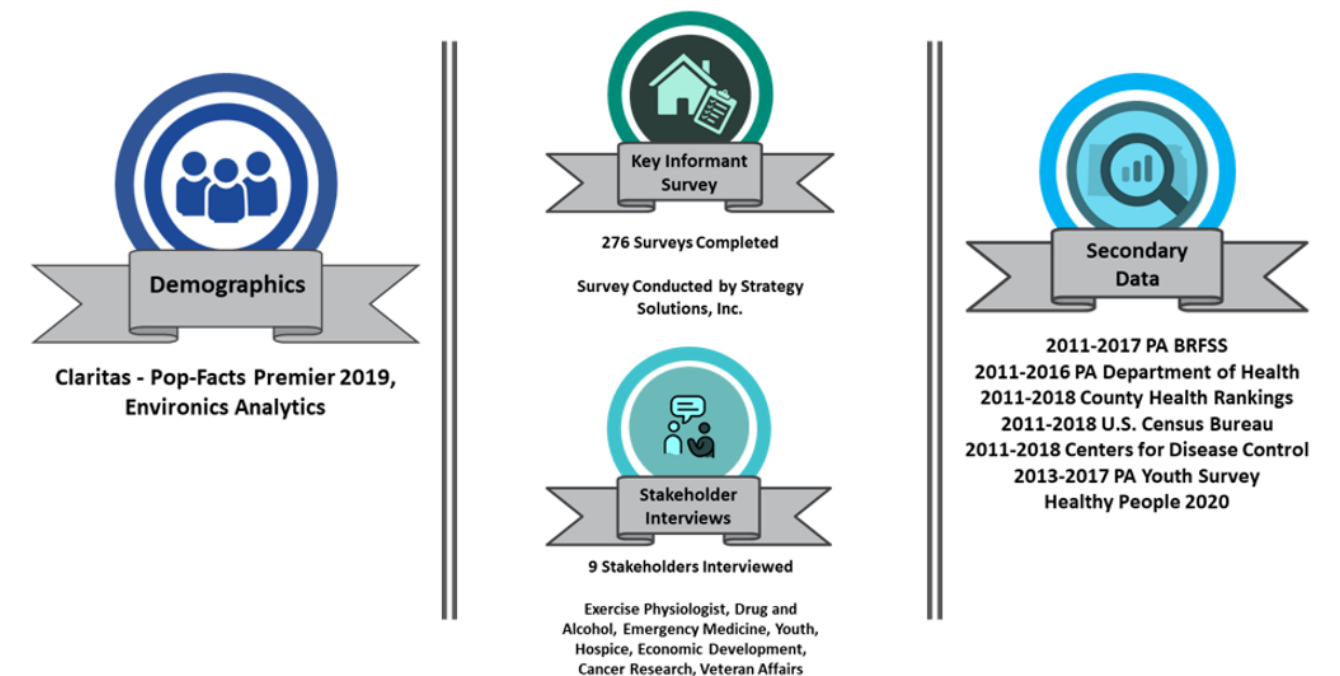 Demographics
Claritas - Pop-Facts Premier 2019,
Environics Analytics
Key Informant
Survey
276 Surveys Completed
Survey Conducted by Strategy
Solutions, Inc.
Stakeholder
Interviews
9 Stakeholders Interviewed
Exercise Physiologist, Drug and
Alcohol, Emergency Medicine, Youth,
Hospice, Economic Development,
Cancer Research, Veteran Affairs
Secondary
Data
2011-2017 PA BRFSS
2011-2016 PA Department of Health
2011-2018 County Health Rankings
2011-2018 U.S. Census Bureau
2011-2018 Centers for Disease Control
2013-2017 PA Youth Survey
Healthy People 2020